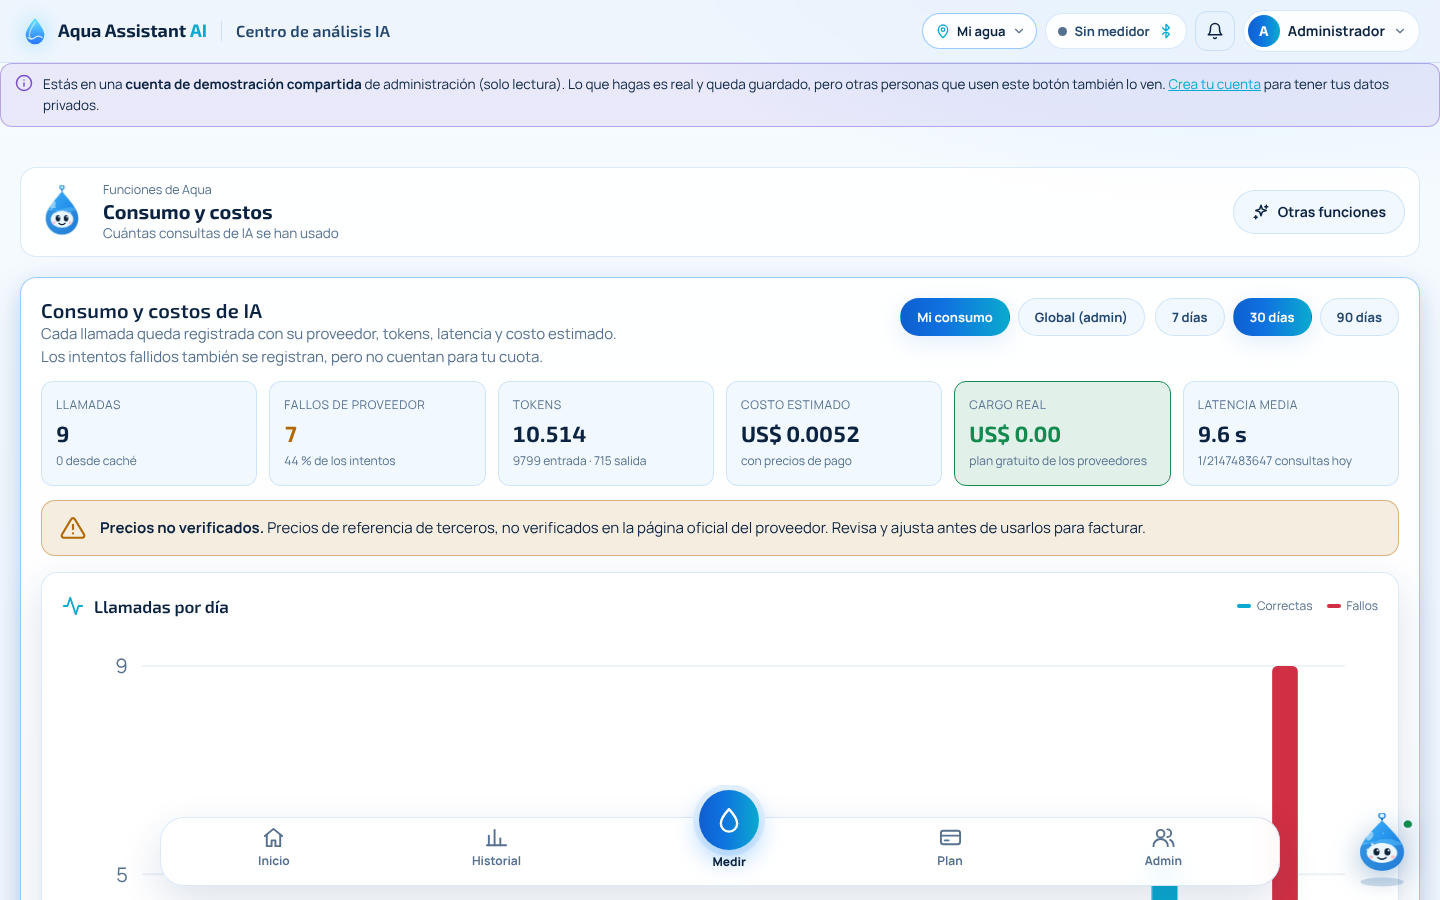 Aqua Assistant AI
Centro de análisis IA
Mi agua
Sin medidor
A
Administrador
Estás en una cuenta de demostración compartida de administración (solo lectura). Lo que hagas es real y queda guardado, pero otras personas que usen este botón también lo ven. Crea tu cuenta para tener tus datos
privados.
Funciones de Aqua
Consumo y costos
Cuántas consultas de IA se han usado
Otras funciones
Consumo y costos de IA
Cada llamada queda registrada con su proveedor, tokens, latencia y costo estimado.
Los intentos fallidos también se registran, pero no cuentan para tu cuota.
Mi consumo
Global (admin)
7 días
30 días
90 días
LLAMADAS
9
0 desde caché
FALLOS DE PROVEEDOR
7
44 % de los intentos
TOKENS
10.514
9799 entrada · 715 salida
COSTO ESTIMADO
US$ 0.0052
con precios de pago
CARGO REAL
US$ 0.00
plan gratuito de los proveedores
LATENCIA MEDIA
9.6 s
1/2147483647 consultas hoy
Precios no verificados. Precios de referencia de terceros, no verificados en la página oficial del proveedor. Revisa y ajusta antes de usarlos para facturar.
Llamadas por día
Correctas
Fallos
9
5
Inicio
Historial
Medir
Plan
Admin